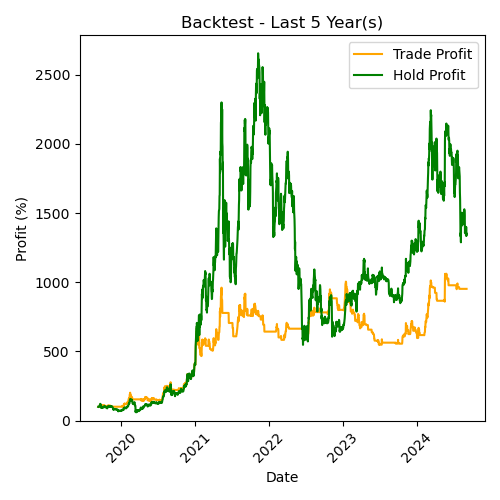 Backtest - Last 5 Year(s)
Trade Profit
Hold Profit
Profit (%)
2500
2000
1500
1000
500
0
2020
2021
2022
2023
2024
Date